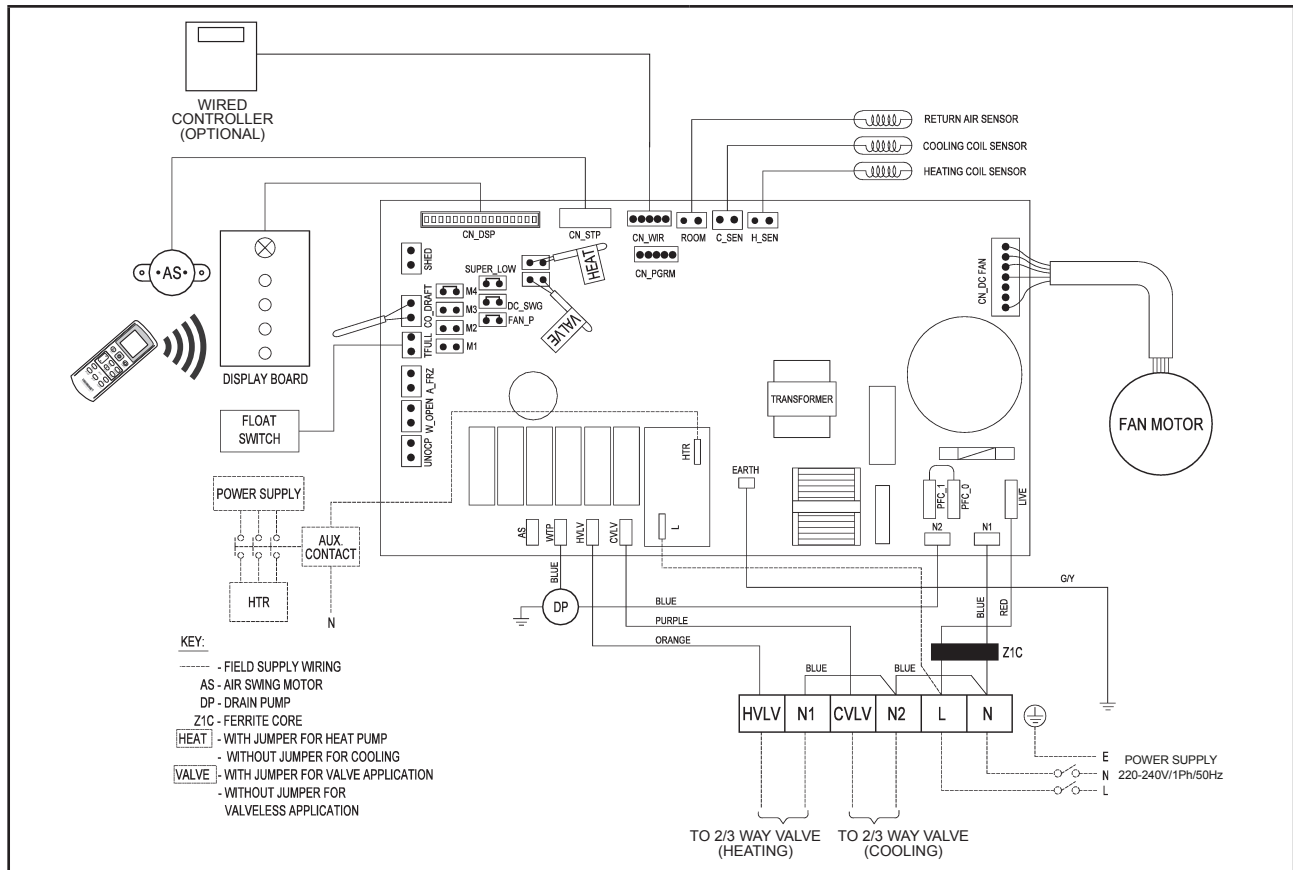 WIRED
CONTROLLER
(OPTIONAL)
RETURN AIR SENSOR
COOLING COIL SENSOR
HEATING COIL SENSOR
CN_DSP
CN_STP
CN_WIR
ROOM
C_SEN
H_SEN
CN_PGRM
SHED
SUPER_LOW
HEAT
VALVE
CN_DC FAN
AS
CO_DRAFT
M4
M3
M2
M1
DC_SWG
FAN_P
TFULL
A_FRZ
W_OPEN
UNOCP
DISPLAY BOARD
FLOAT
SWITCH
TRANSFORMER
FAN MOTOR
POWER SUPPLY
AUX.
CONTACT
HTR
N
HTR
L
EARTH
PFC_1
PFC_0
LIVE
N2
N1
AS
WTP
HVLV
CVLV
BLUE
DP
BLUE
PURPLE
ORANGE
G/Y
BLUE
RED
Z1C
BLUE
BLUE
HVLV N1 CVLV N2 L N
E
N
L
POWER SUPPLY
220-240V/1Ph/50Hz
TO 2/3 WAY VALVE
(HEATING)
TO 2/3 WAY VALVE
(COOLING)
KEY:
------- - FIELD SUPPLY WIRING
AS - AIR SWING MOTOR
DP - DRAIN PUMP
Z1C - FERRITE CORE
HEAT - WITH JUMPER FOR HEAT PUMP
- WITHOUT JUMPER FOR COOLING
VALVE - WITH JUMPER FOR VALVE APPLICATION
- WITHOUT JUMPER FOR
VALVELESS APPLICATION